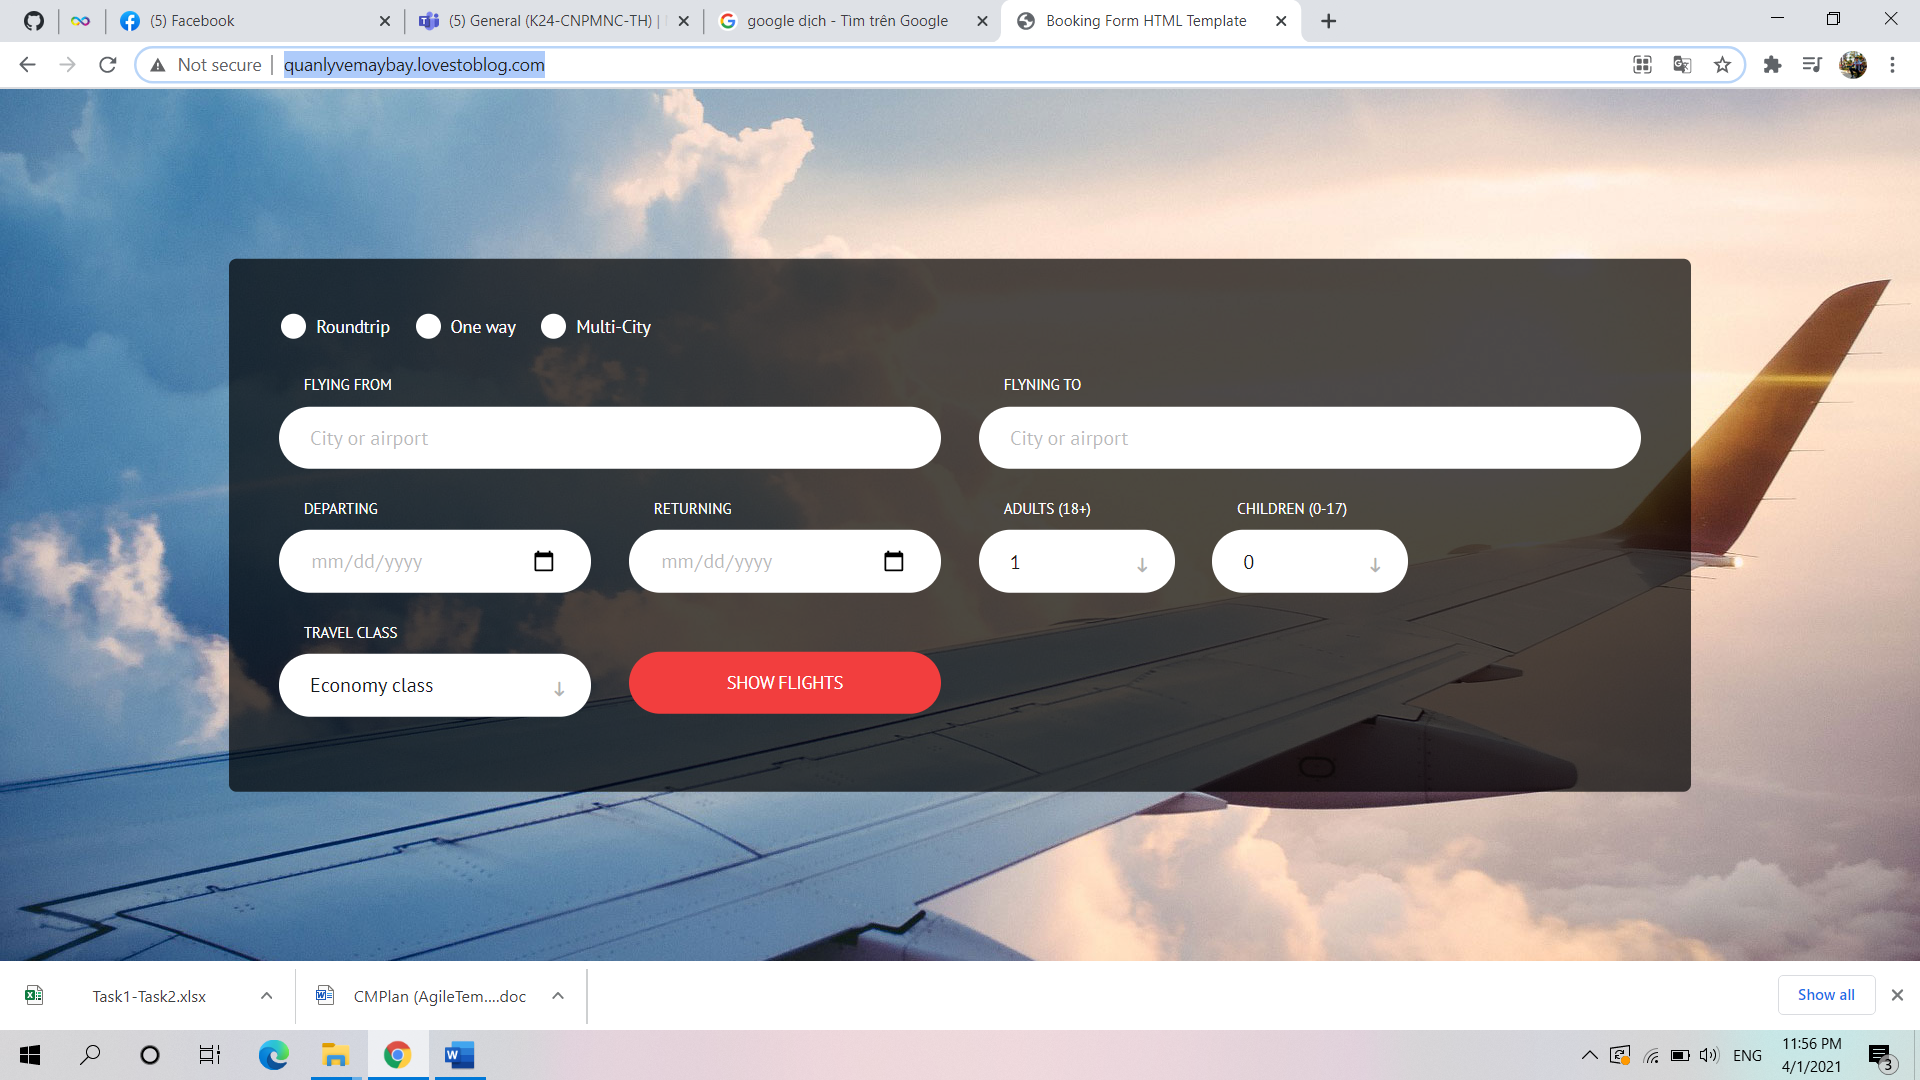 (5) Facebook
(5) General (K24-CNPMNC-TH) |
google dịch - Tìm trên Google
Booking Form HTML Template
Not secure
quanlyvemaybay.lovestoblog.com
Roundtrip
One way
Multi-City
FLYING FROM
FLYNING TO
City or airport
City or airport
DEPARTING
RETURNING
ADULTS (18+)
CHILDREN (0-17)
mm/dd/yyyy
mm/dd/yyyy
1
0
TRAVEL CLASS
Economy class
SHOW FLIGHTS
Task1-Task2.xlsx
CMPlan (AgileTem....doc
Show all
ENG
11:56 PM
4/1/2021
3